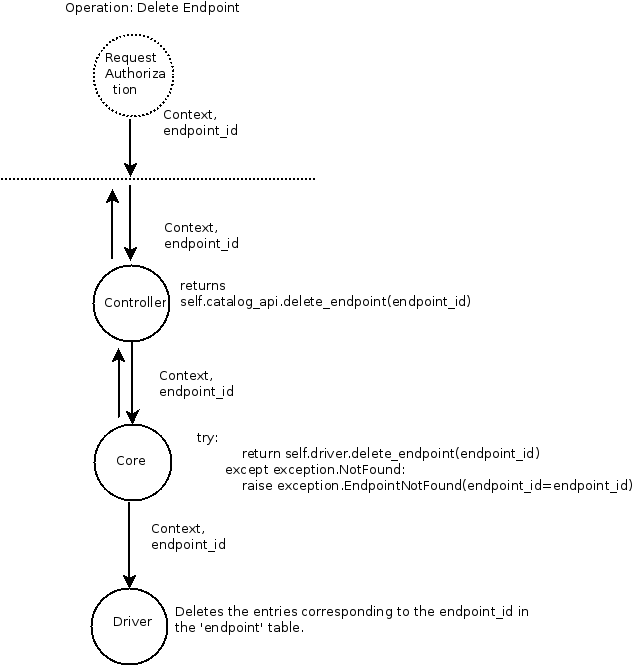 Operation: Delete Endpoint
Request
Authoriza
tion
Context,
endpoint_id
Context,
endpoint_id
Controller
returns
self.catalog_api.delete_endpoint(endpoint_id)
Context,
endpoint_id
Core
try:
return self.driver.delete_endpoint(endpoint_id)
except exception.NotFound:
raise exception.EndpointNotFound(endpoint_id=endpoint_id)
Context,
endpoint_id
Driver
Deletes the entries corresponding to the endpoint_id in
the 'endpoint' table.